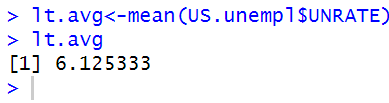 > lt.avg<-mean(US.unempl$UNRATE)
> lt.avg
[1] 6.125333
>